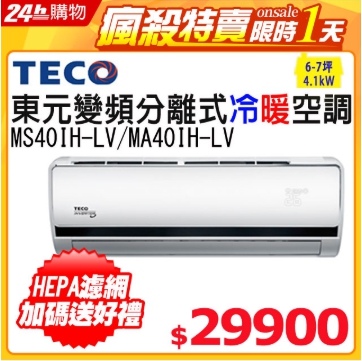 24h購物
瘋殺特賣 onsale 限時1天
TECO
6-7坪
4.1kW
東元變頻分離式冷暖空調
MS40IH-LV/MA40IH-LV
TECO
TECO
HEPA濾網
加碼送好禮
$29900